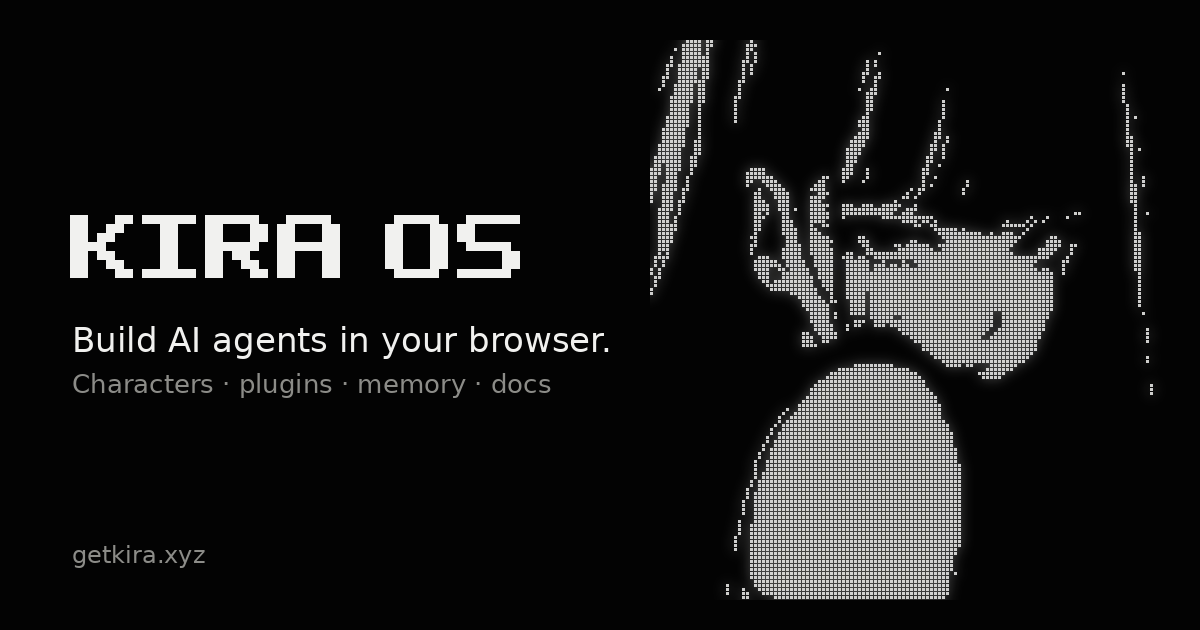 KIRA OS
Build AI agents in your browser.
Characters · plugins · memory · docs
getkira.xyz